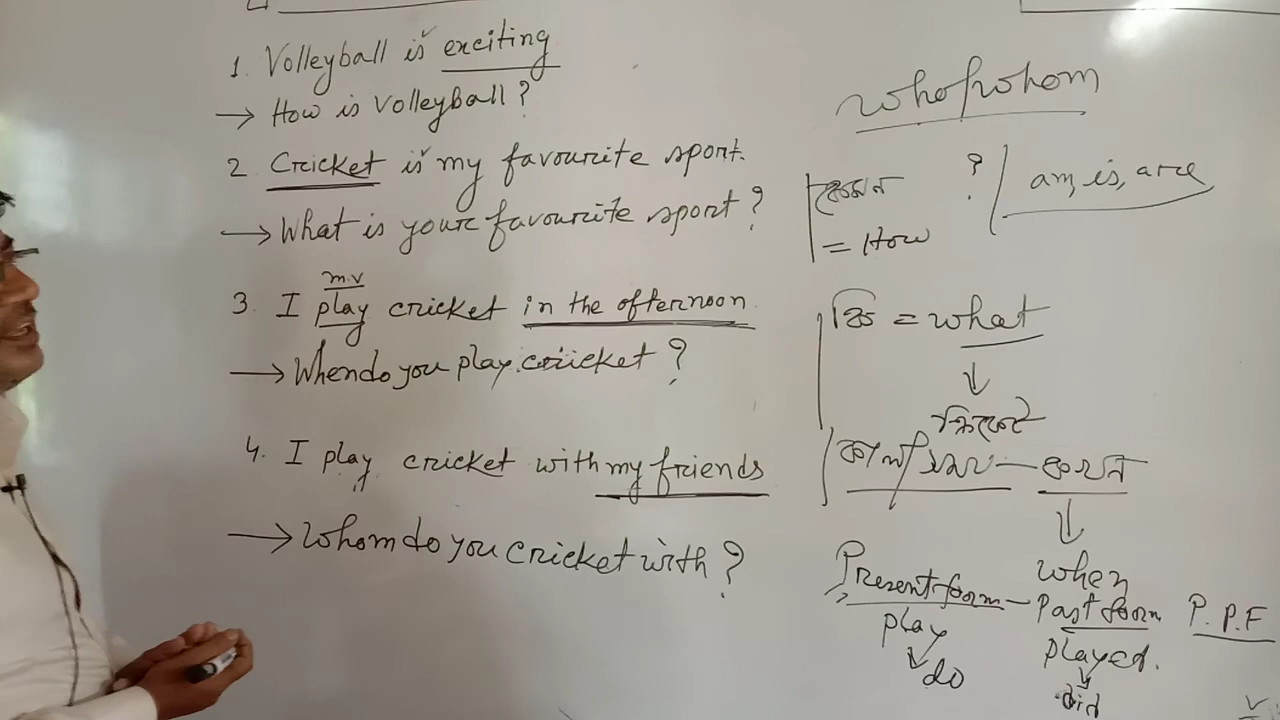 1. Volleyball is exciting
→ How is volleyball?
2. Cricket is my favourite sport.
→ What is your favourite sport?
m.v
3. I play cricket in the afternoon
→ When do you play cricket?
4. I play cricket with my friends
→ Whom do you cricket with?
who/whom
কেমন ? / am, is, are
= How
কি = what
↓
ক্রিকেট
কাল/সময় — কখন
↓
when
Present form — Past form P. P. F
play played.
↓ do ↓ did